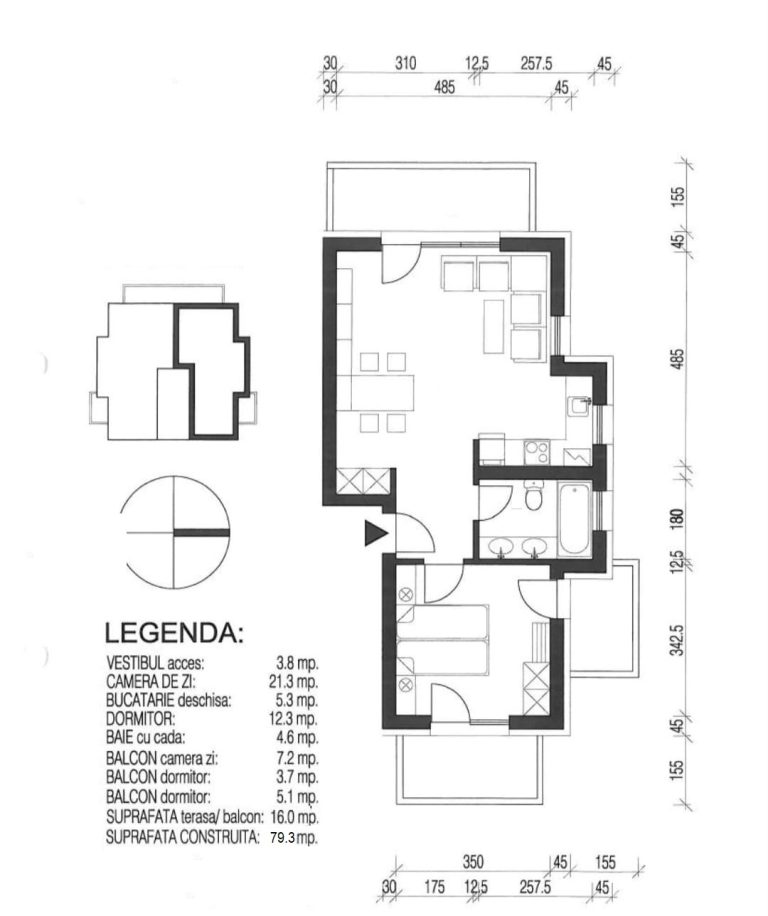 30 310 12.5 257.5 45
30 485 45
155
45
485
180
12.5
342.5
45
155
LEGENDA:
VESTIBUL acces: 3.8 mp.
CAMERA DE ZI: 21.3 mp.
BUCATARIE deschisa: 5.3 mp.
DORMITOR: 12.3 mp.
BAIE cu cada: 4.6 mp.
BALCON camera zi: 7.2 mp.
BALCON dormitor: 3.7 mp.
BALCON dormitor: 5.1 mp.
SUPRAFATA terasa/ balcon: 16.0 mp.
SUPRAFATA CONSTRUITA: 79.3 mp.
350 45 155
30 175 12.5 257.5 45